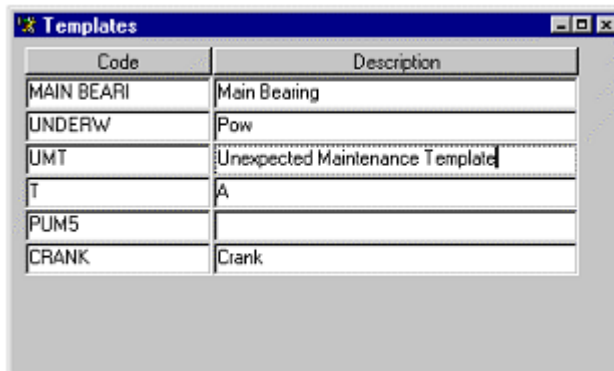 Templates
Code Description
MAIN BEARI Main Bearing
UNDERW Pow
UMT Unexpected Maintenance Template
T A
PUM5
CRANK Crank